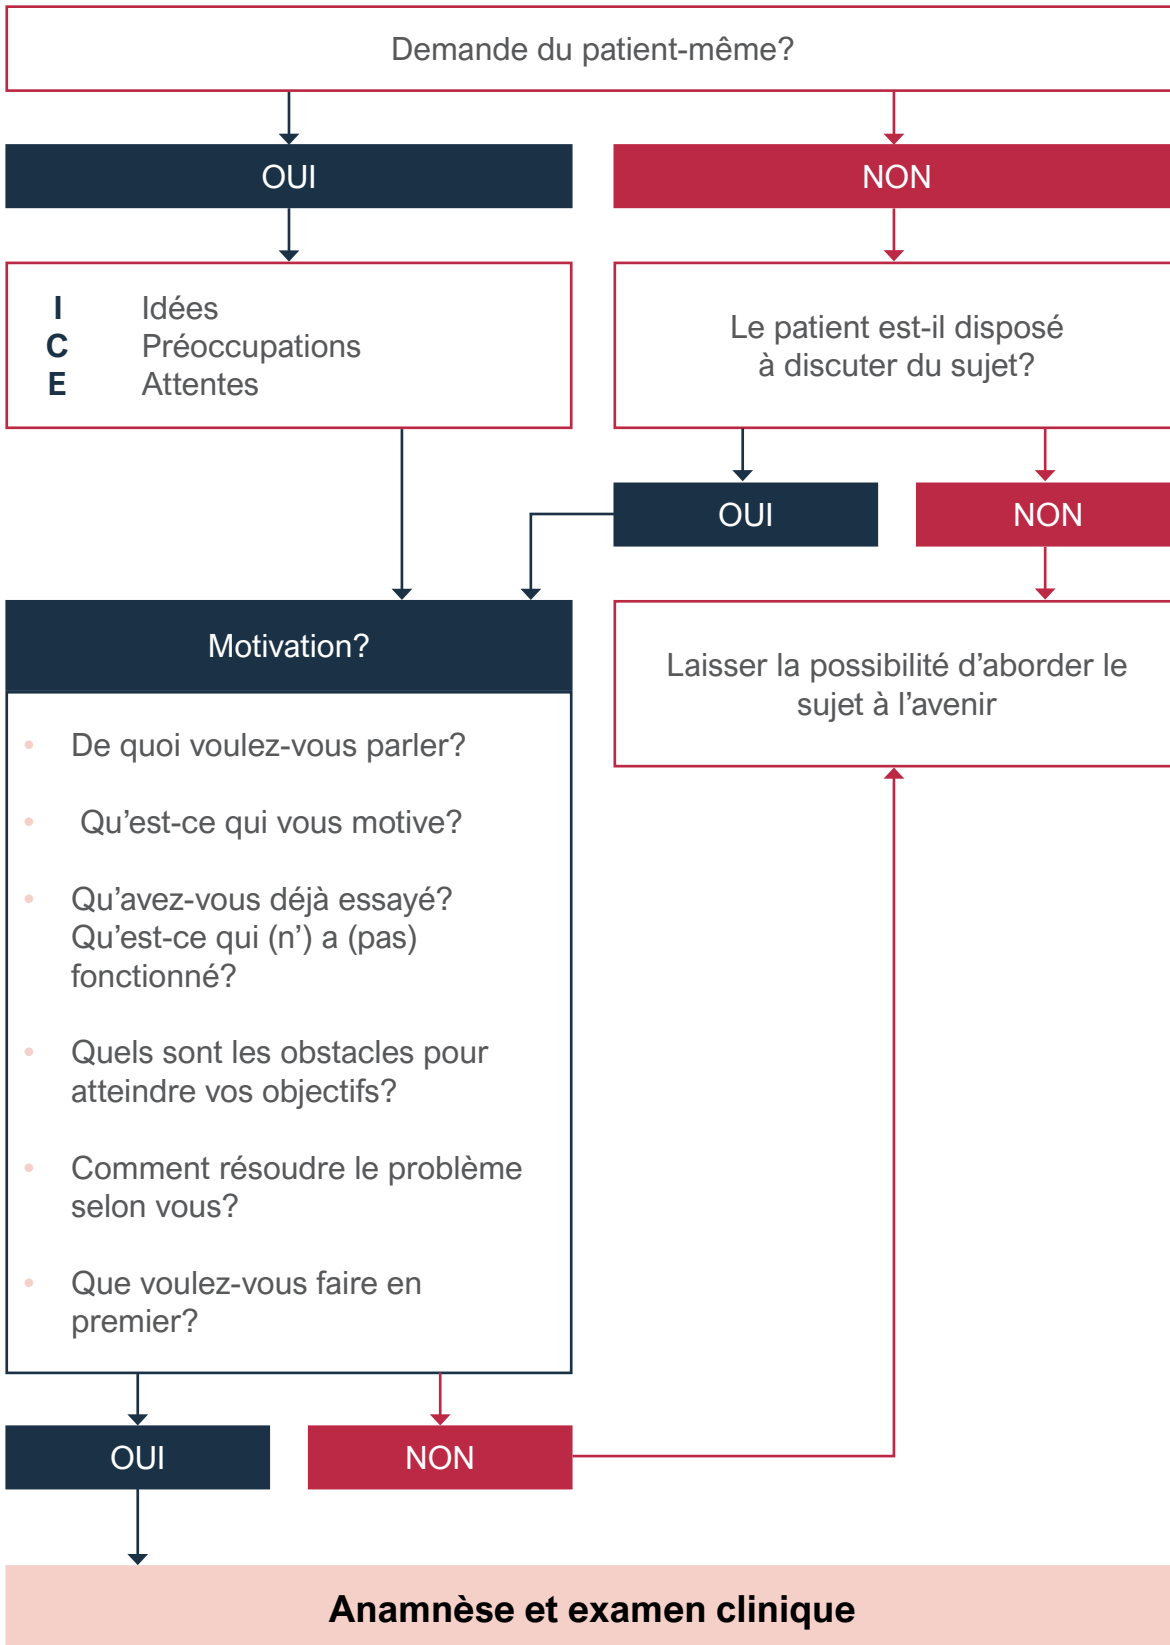 Demande du patient-même?
OUI
NON
I Idées
C Préoccupations
E Attentes
Le patient est-il disposé
à discuter du sujet?
OUI
NON
Motivation?
Laisser la possibilité d’aborder le
sujet à l’avenir
• De quoi voulez-vous parler?
• Qu’est-ce qui vous motive?
• Qu’avez-vous déjà essayé?
Qu’est-ce qui (n’) a (pas)
fonctionné?
• Quels sont les obstacles pour
atteindre vos objectifs?
• Comment résoudre le problème
selon vous?
• Que voulez-vous faire en
premier?
OUI
NON
Anamnèse et examen clinique